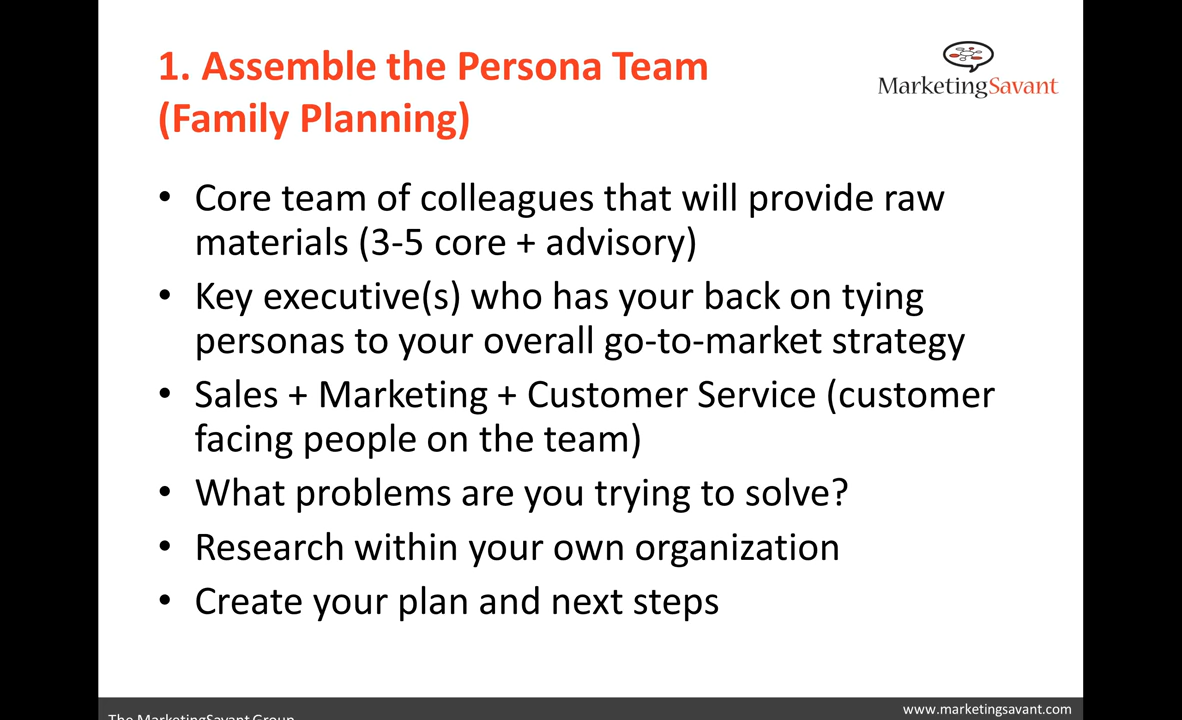 1. Assemble the Persona Team
(Family Planning)
MarketingSavant
• Core team of colleagues that will provide raw
materials (3-5 core + advisory)
• Key executive(s) who has your back on tying
personas to your overall go-to-market strategy
• Sales + Marketing + Customer Service (customer
facing people on the team)
• What problems are you trying to solve?
• Research within your own organization
• Create your plan and next steps
The MarketingSavant Group
www.marketingsavant.com